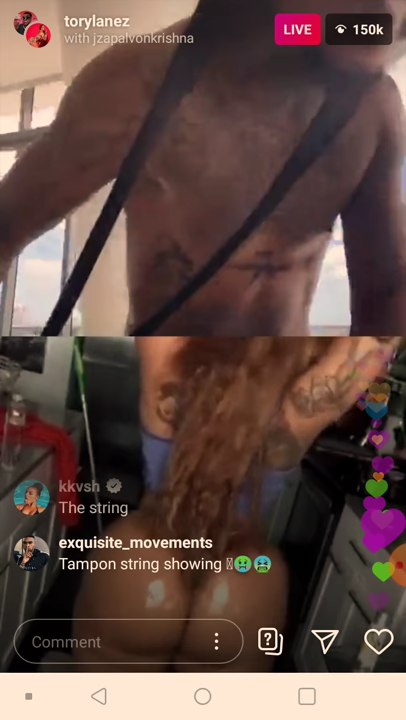 torylanez
with jzapalvonkrishna
LIVE
150k
kkvsh
The string
exquisite_movements
Tampon string showing 🤢🤮
Comment